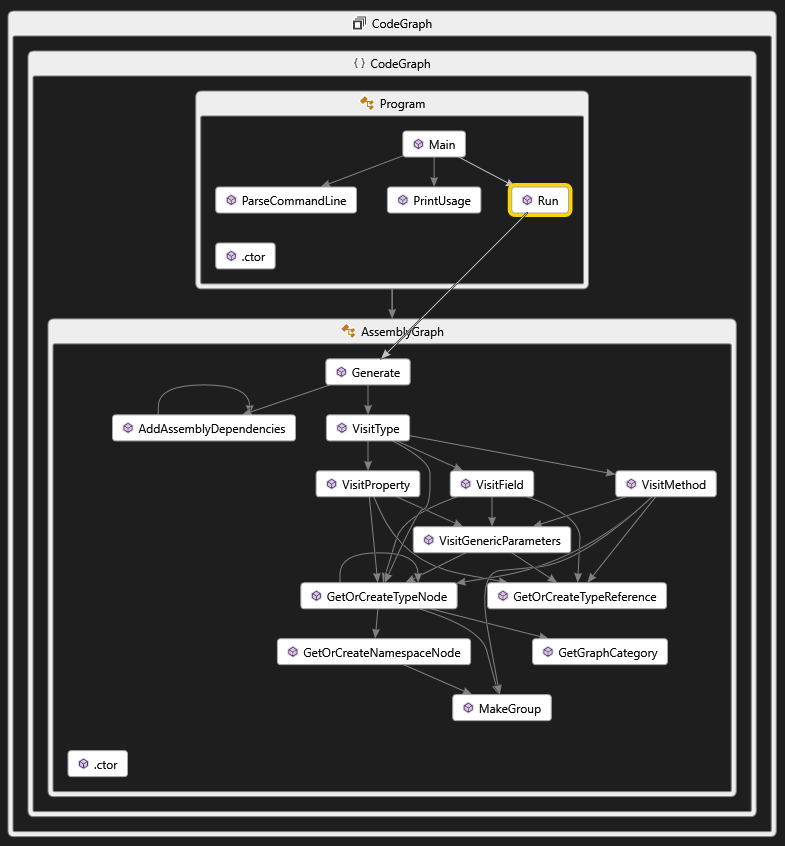 CodeGraph
{ } CodeGraph
Program
Main
ParseCommandLine
PrintUsage
Run
.ctor
AssemblyGraph
Generate
AddAssemblyDependencies
VisitType
VisitProperty
VisitField
VisitMethod
VisitGenericParameters
GetOrCreateTypeNode
GetOrCreateTypeReference
GetOrCreateNamespaceNode
GetGraphCategory
MakeGroup
.ctor